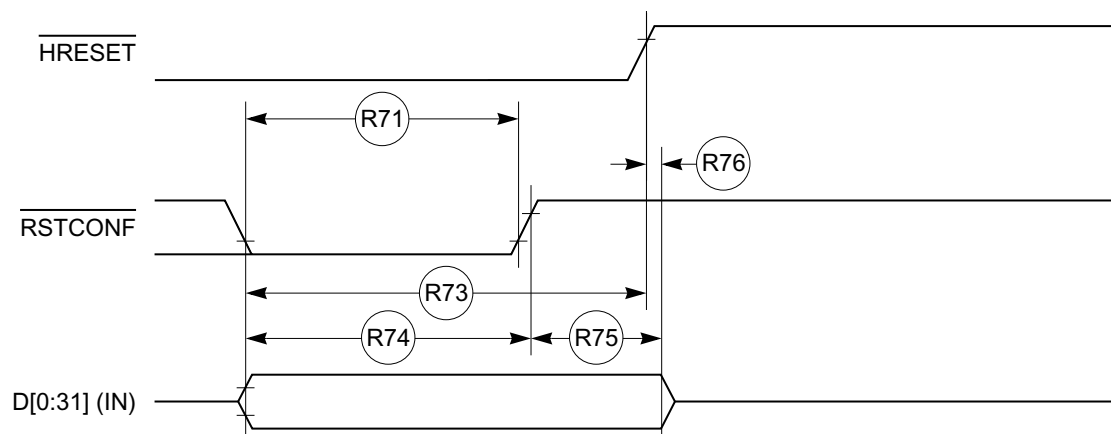 HRESET
R71
R76
RSTCONF
R73
R74
R75
D[0:31] (IN)